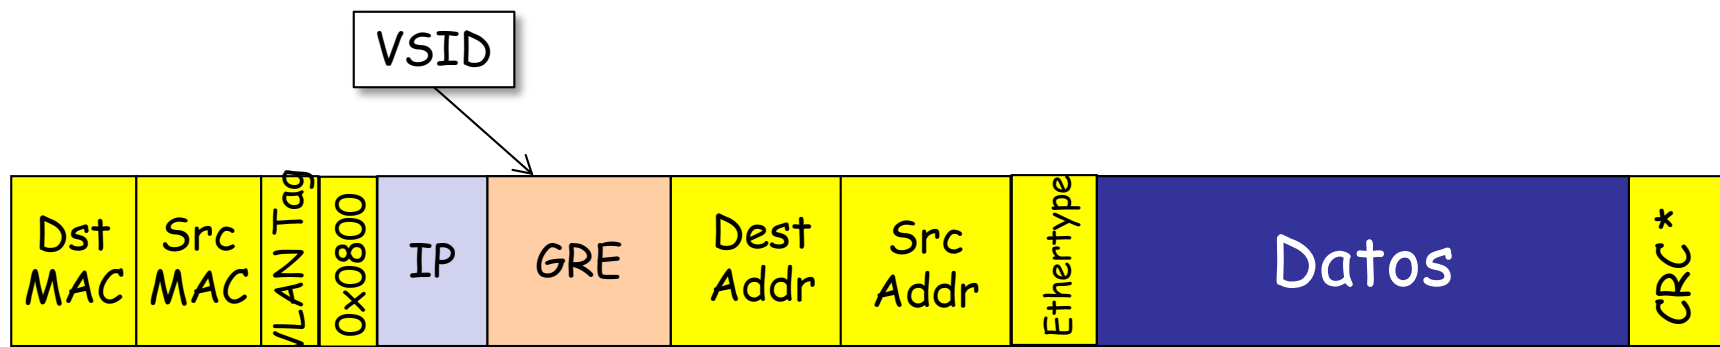 VSID
Dst
MAC
Src
MAC
VLAN Tag
0x0800
IP
GRE
Dest
Addr
Src
Addr
Ethertype
Datos
CRC *